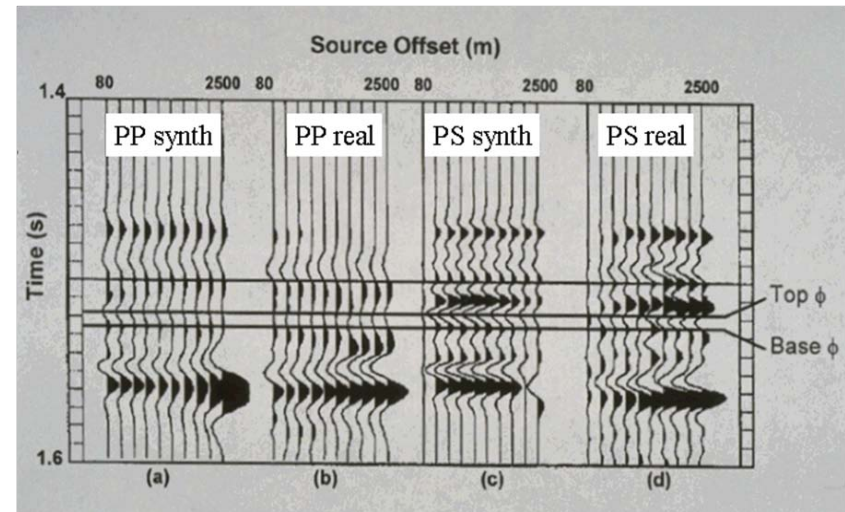 Source Offset (m)
80 2500 80 2500 80 2500 80 2500
1.4
PP synth PP real PS synth PS real
Time (s)
Top ϕ
Base ϕ
1.6
(a) (b) (c) (d)